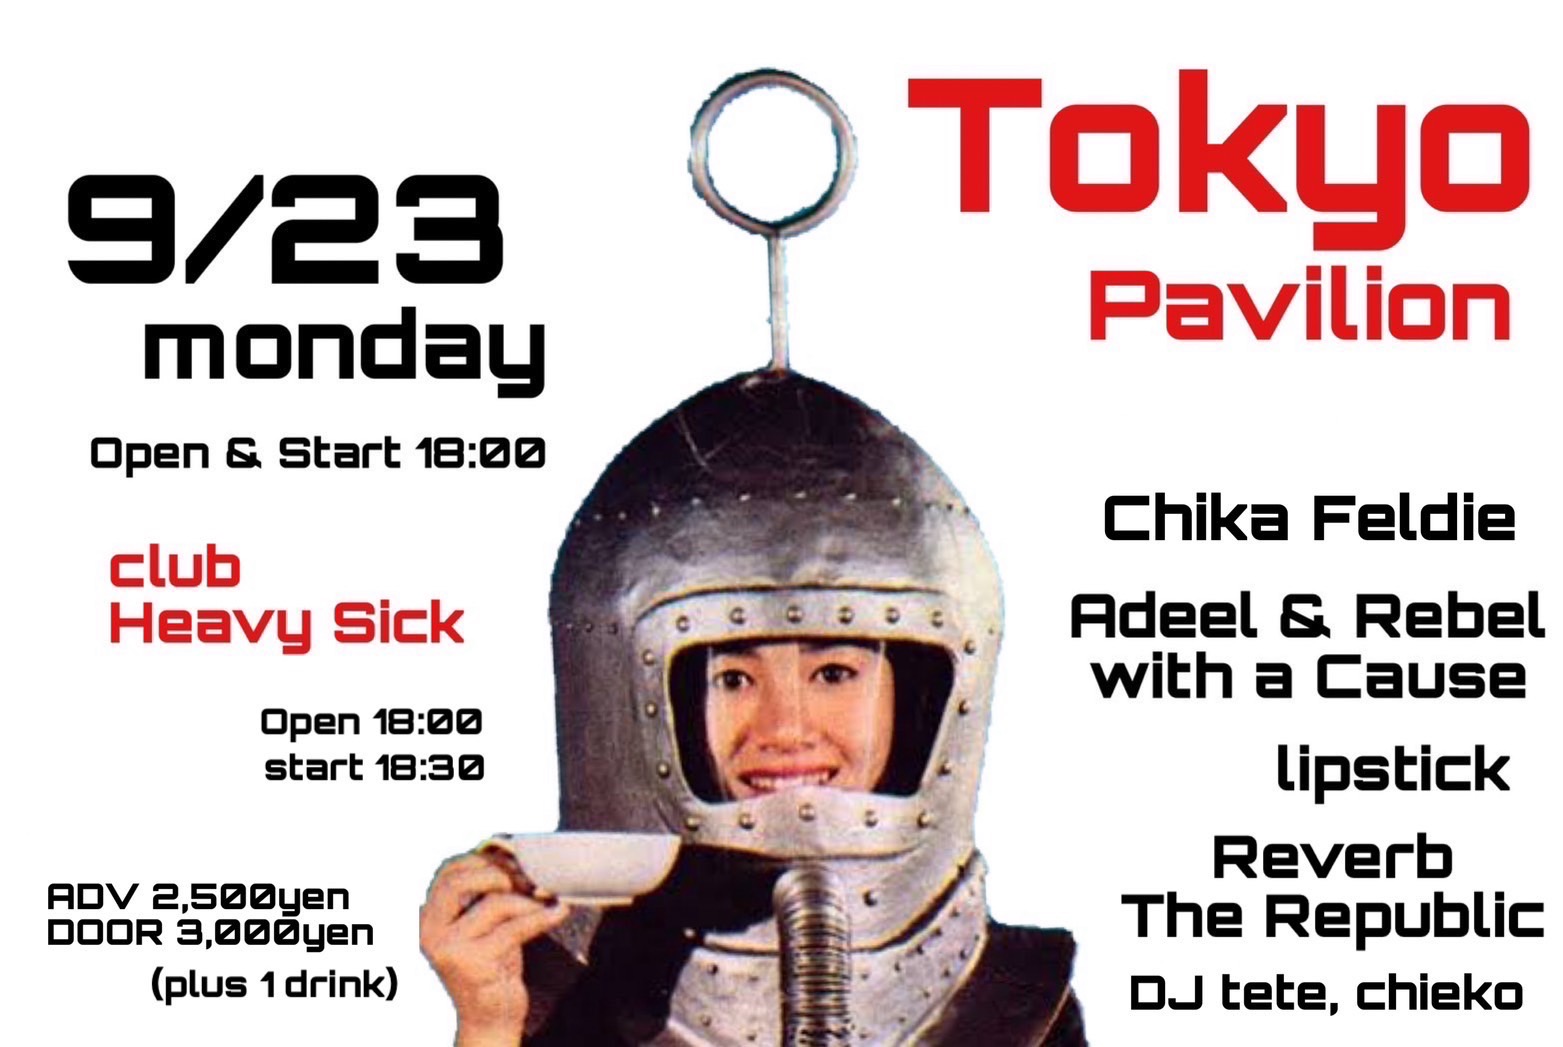 9/23
monday
Open & Start 18:00
club
Heavy Sick
Open 18:00
start 18:30
ADV 2,500yen
DOOR 3,000yen
(plus 1 drink)
Tokyo
Pavilion
Chika Feldie
Adeel & Rebel
with a Cause
lipstick
Reverb
The Republic
DJ tete, chieko